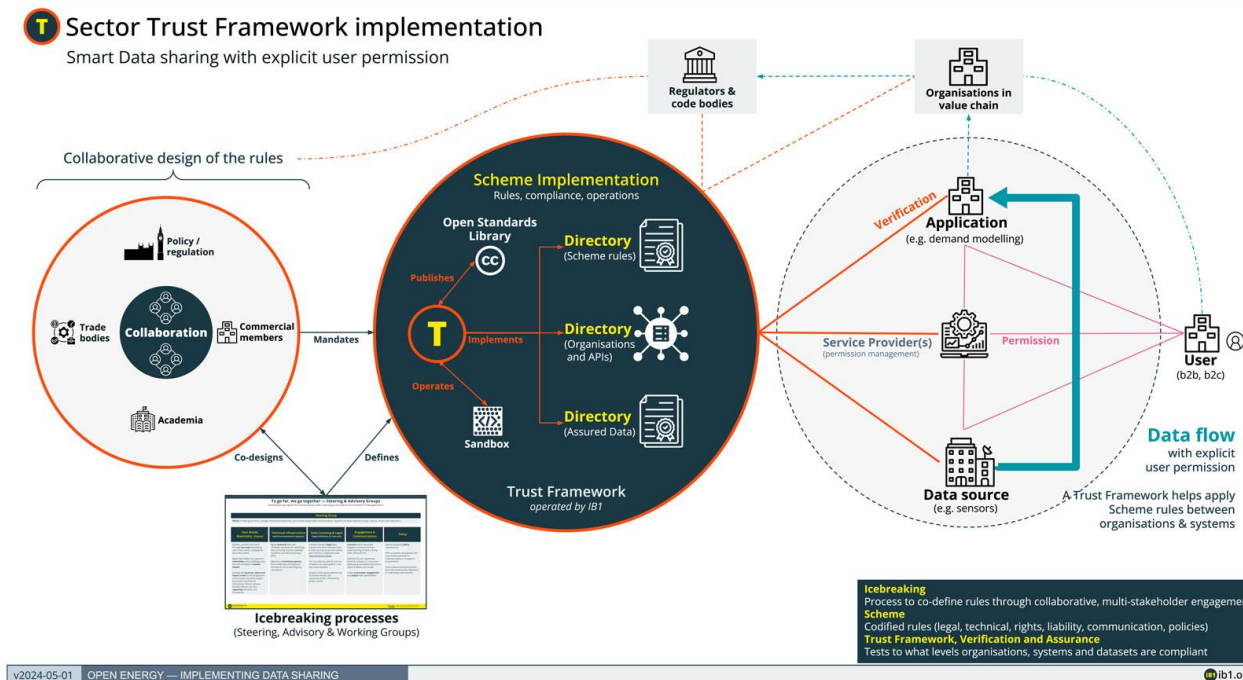 T
Sector Trust Framework implementation
Smart Data sharing with explicit user permission
Regulators &
code bodies
Organisations in
value chain
Collaborative design of the rules
Policy /
regulation
Trade
bodies
Collaboration
Commercial
members
Academia
Mandates
Co-designs
Defines
Scheme Implementation
Rules, compliance, operations
Open Standards
Library
CC
Publishes
T
Implements
Operates
Sandbox
Directory
(Scheme rules)
Directory
(Organisations
and APIs)
Directory
(Assured Data)
Trust Framework
operated by IB1
Verification
Application
(e.g. demand modelling)
Service Provider(s)
(permission management)
Permission
User
(b2b, b2c)
Data source
(e.g. sensors)
Data flow
with explicit
user permission
A Trust Framework helps apply
Scheme rules between
organisations & systems
To go far, we go together — Steering & Advisory Groups
Steering Group
Icebreaking processes
(Steering, Advisory & Working Groups)
Icebreaking
Process to co-define rules through collaborative, multi-stakeholder engageme
Scheme
Codified rules (legal, technical, rights, liability, communication, policies)
Trust Framework, Verification and Assurance
Tests to what levels organisations, systems and datasets are compliant
v2024-05-01 OPEN ENERGY — IMPLEMENTING DATA SHARING
IB1 ib1.o